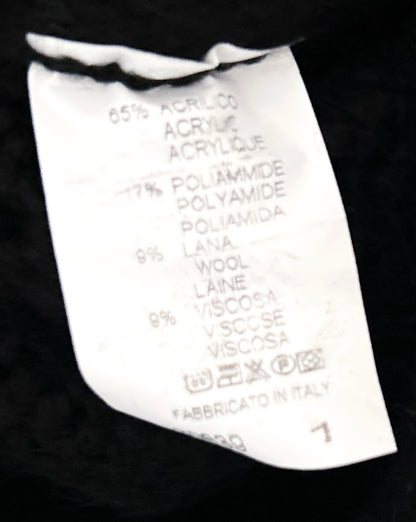 65% ACRILICO
ACRYLIC
ACRYLIQUE
17% POLIAMMIDE
POLYAMIDE
POLIAMIDA
9% LANA
WOOL
LAINE
9% VISCOSA
VISCOSE
VISCOSA
P
FABBRICATO IN ITALY
1